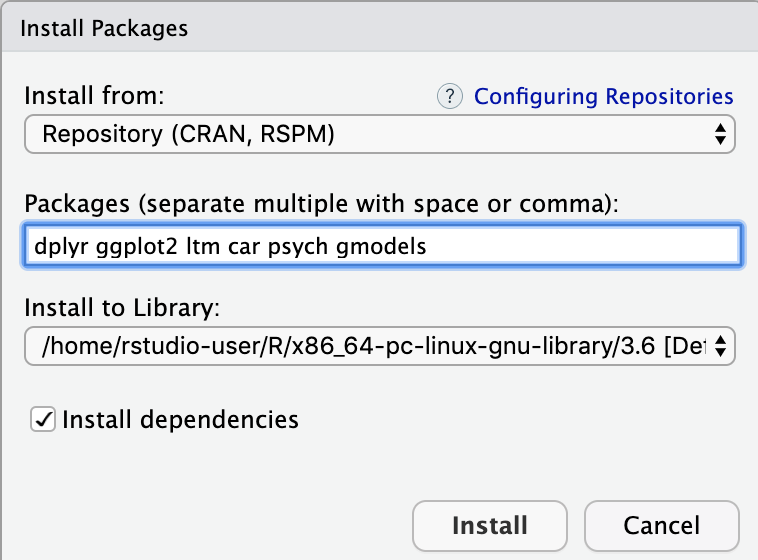 Install Packages
Install from:
? Configuring Repositories
Repository (CRAN, RSPM)
Packages (separate multiple with space or comma):
dplyr ggplot2 ltm car psych gmodels
Install to Library:
/home/rstudio-user/R/x86_64-pc-linux-gnu-library/3.6 [Def
Install dependencies
Install
Cancel